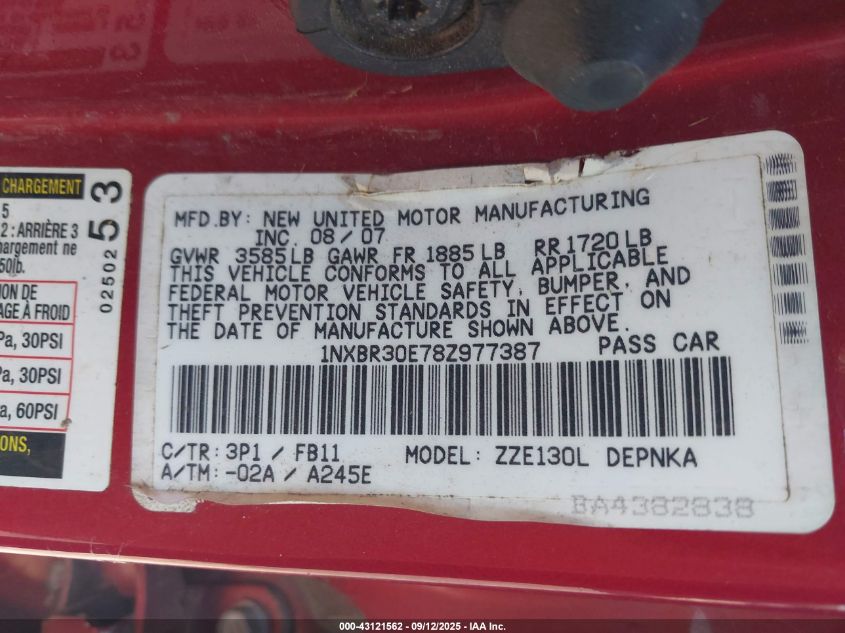 CHARGEMENT
5
2 : ARRIÈRE 3
hargement ne
50lb.
ION DE
AGE À FROID
Pa, 30PSI
Pa, 30PSI
a, 60PSI
ONS,
02502 53
MFD.BY: NEW UNITED MOTOR MANUFACTURING
INC. 08/07
GVWR 3585LB GAWR FR 1885LB RR1720LB
THIS VEHICLE CONFORMS TO ALL APPLICABLE
FEDERAL MOTOR VEHICLE SAFETY, BUMPER, AND
THEFT PREVENTION STANDARDS IN EFFECT ON
THE DATE OF MANUFACTURE SHOWN ABOVE.
1NXBR30E78Z977387 PASS CAR
C/TR: 3P1 / FB11 MODEL: ZZE130L DEPNKA
A/TM: -02A / A245E
BA4382838
000-43121562 - 09/12/2025 - IAA Inc.